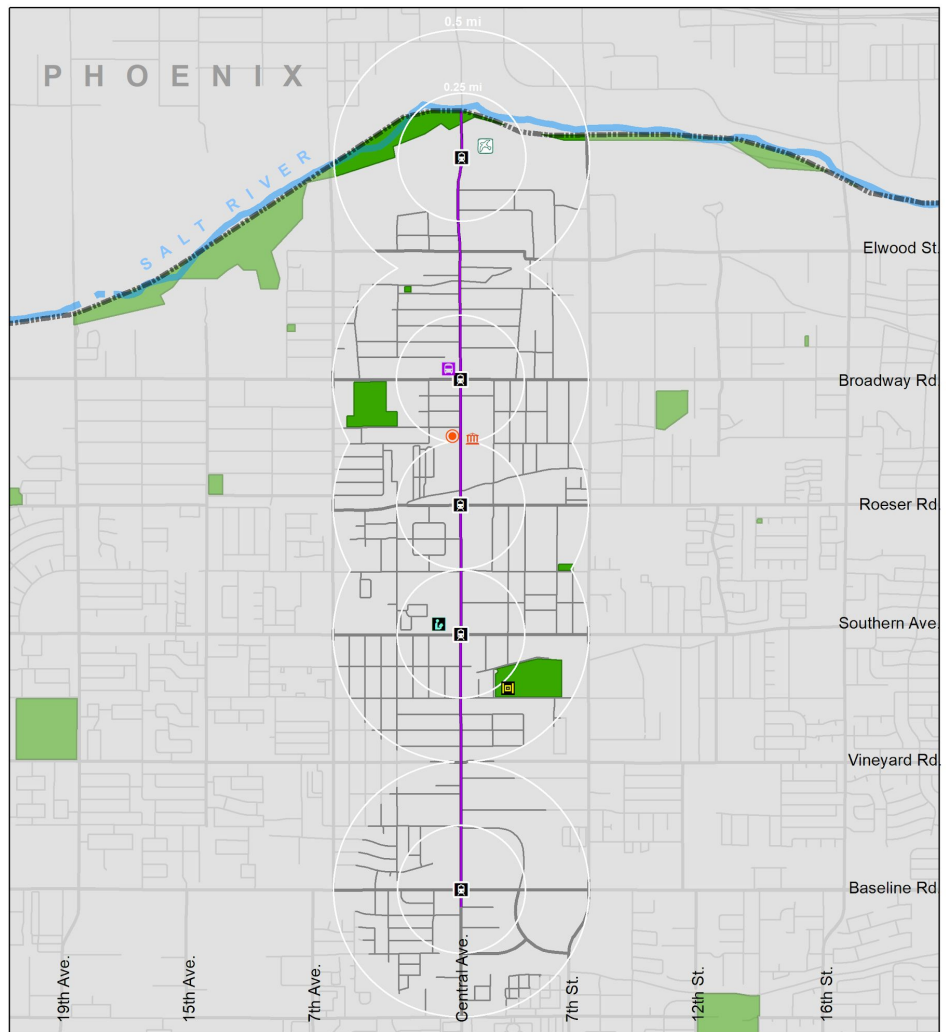 0.5 mi
PHOENIX
0.25 mi
SALT RIVER
Elwood St.
Broadway Rd.
Roeser Rd.
Southern Ave.
Vineyard Rd.
Baseline Rd.
19th Ave.
15th Ave.
7th Ave.
Central Ave.
7th St.
12th St.
16th St.